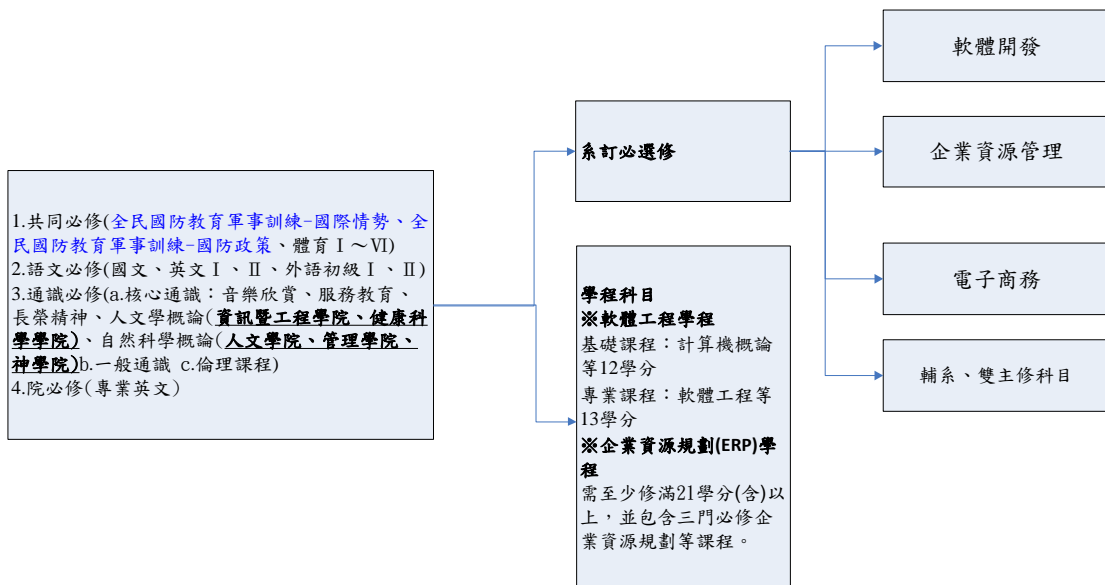 1.共同必修(全民國防教育軍事訓練-國際情勢、全
民國防教育軍事訓練-國防政策、體育Ⅰ～Ⅵ)
2.語文必修(國文、英文Ⅰ、Ⅱ、外語初級Ⅰ、Ⅱ)
3.通識必修(a.核心通識：音樂欣賞、服務教育、
長榮精神、人文學概論(資訊暨工程學院、健康科
學學院)、自然科學概論(人文學院、管理學院、
神學院)b.一般通識 c.倫理課程)
4.院必修(專業英文)
系訂必選修
學程科目
※軟體工程學程
基礎課程：計算機概論
等12學分
專業課程：軟體工程等
13學分
※企業資源規劃(ERP)學
程
需至少修滿21學分(含)以
上，並包含三門必修企
業資源規劃等課程。
軟體開發
企業資源管理
電子商務
輔系、雙主修科目